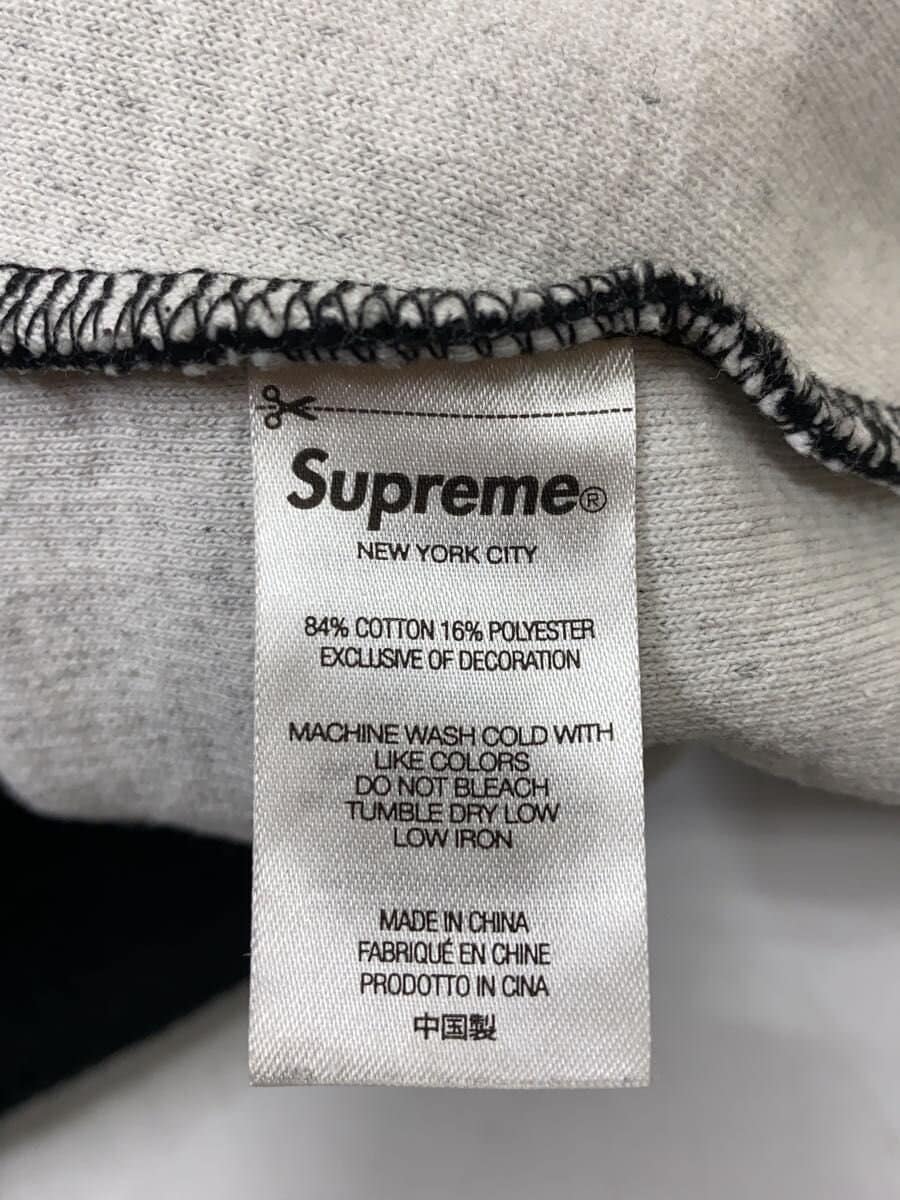 Supreme®
NEW YORK CITY
84% COTTON 16% POLYESTER
EXCLUSIVE OF DECORATION
MACHINE WASH COLD WITH
LIKE COLORS
DO NOT BLEACH
TUMBLE DRY LOW
LOW IRON
MADE IN CHINA
FABRIQUÉ EN CHINE
PRODOTTO IN CINA
中国製